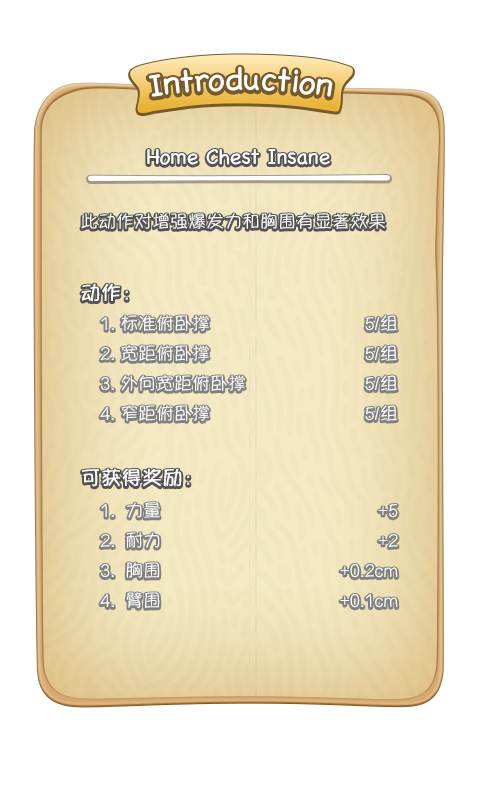 Introduction
Home Chest Insane
此动作对增强爆发力和胸围有显著效果
动作：
1. 标准俯卧撑 5/组
2. 宽距俯卧撑 5/组
3. 外向宽距俯卧撑 5/组
4. 窄距俯卧撑 5/组
可获得奖励：
1. 力量 +5
2. 耐力 +2
3. 胸围 +0.2cm
4. 臂围 +0.1cm